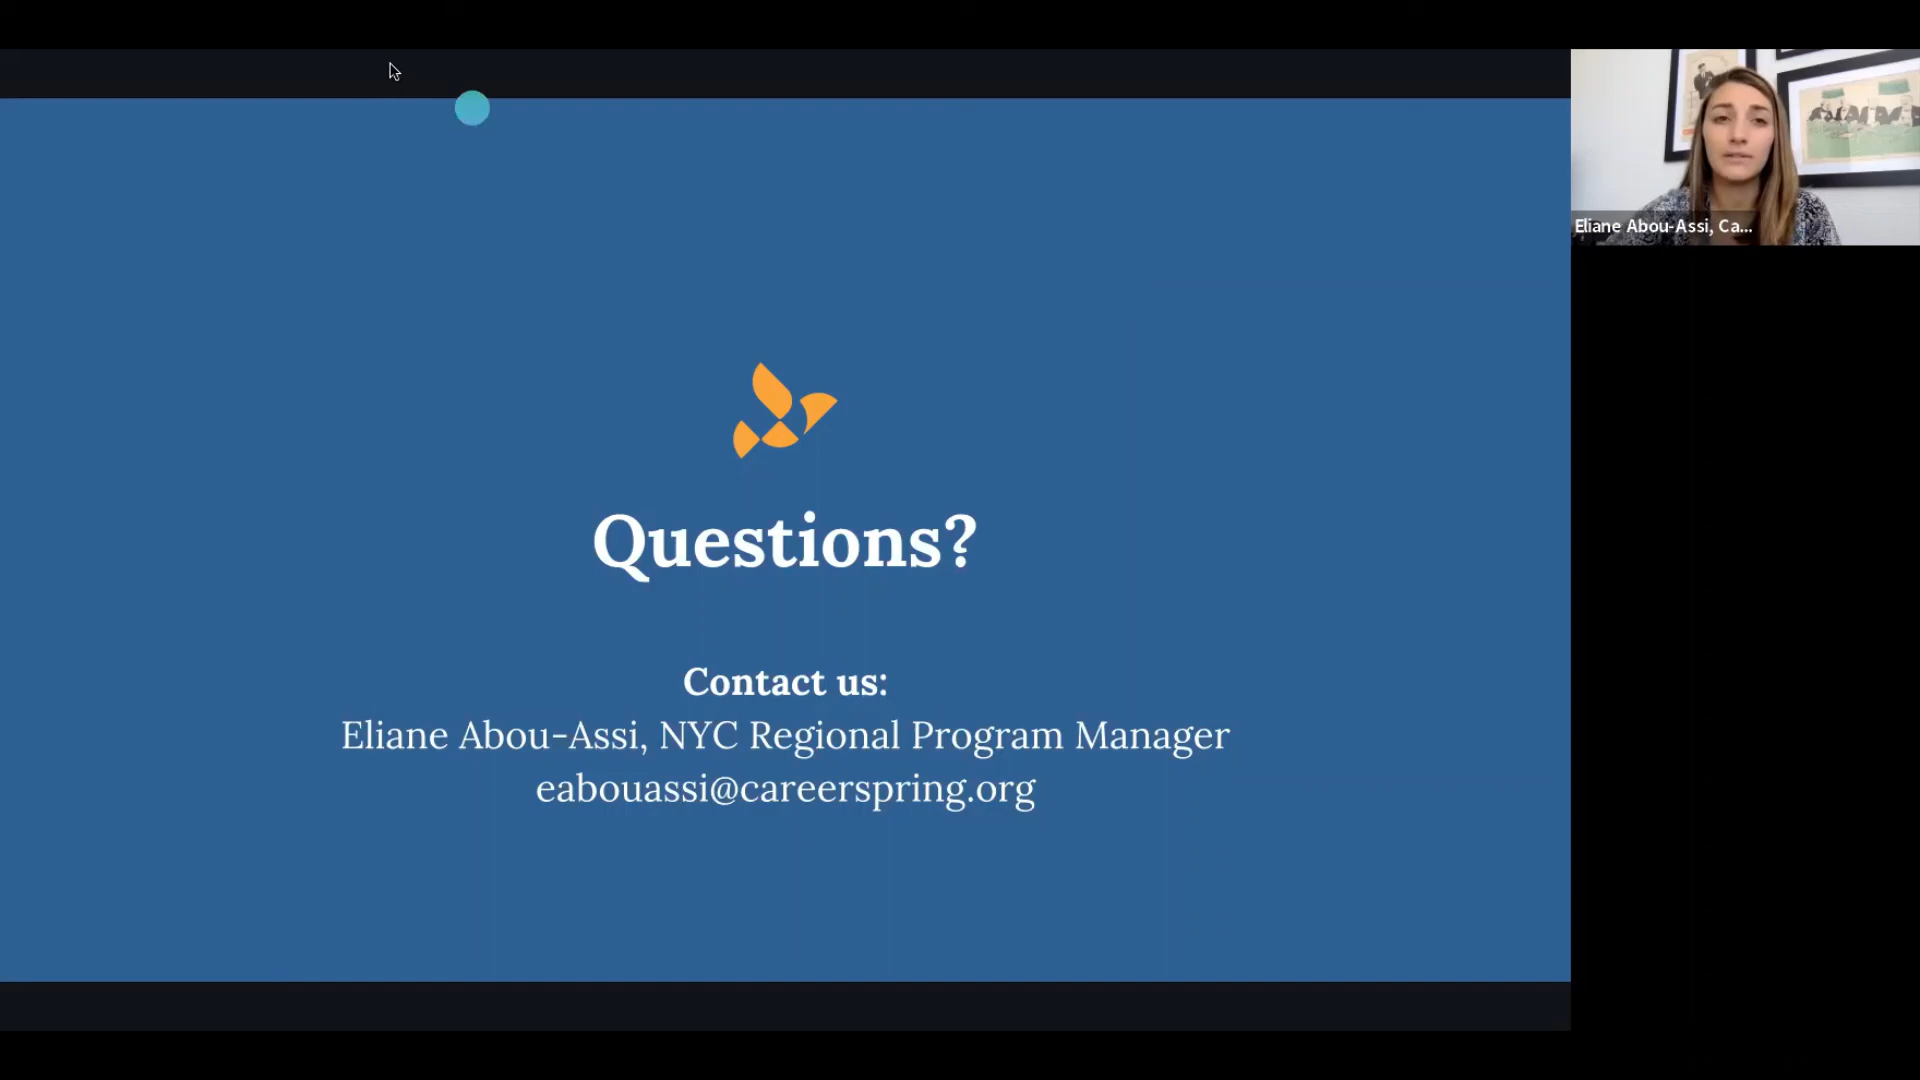 Questions?
Contact us:
Eliane Abou-Assi, NYC Regional Program Manager
eabouassi@careerspring.org
Eliane Abou-Assi, Ca...